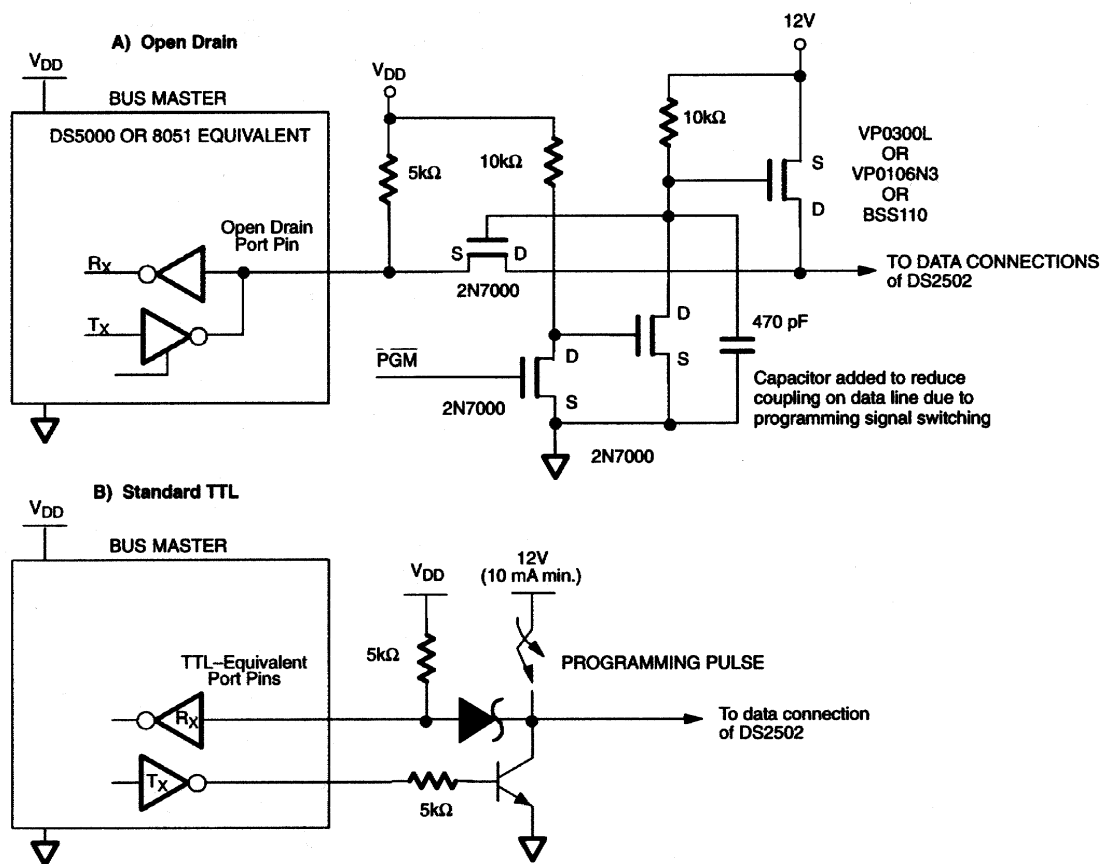 A) Open Drain
VDD
BUS MASTER
DS5000 OR 8051 EQUIVALENT
Open Drain
Port Pin
RX
TX
VDD
5kΩ
10kΩ
S
D
2N7000
PGM
D
S
2N7000
12V
10kΩ
S
D
VP0300L
OR
VP0106N3
OR
BSS110
TO DATA CONNECTIONS
of DS2502
D
S
2N7000
470 pF
Capacitor added to reduce
coupling on data line due to
programming signal switching
B) Standard TTL
VDD
BUS MASTER
TTL–Equivalent
Port Pins
RX
TX
VDD
5kΩ
5kΩ
12V
(10 mA min.)
PROGRAMMING PULSE
To data connection
of DS2502